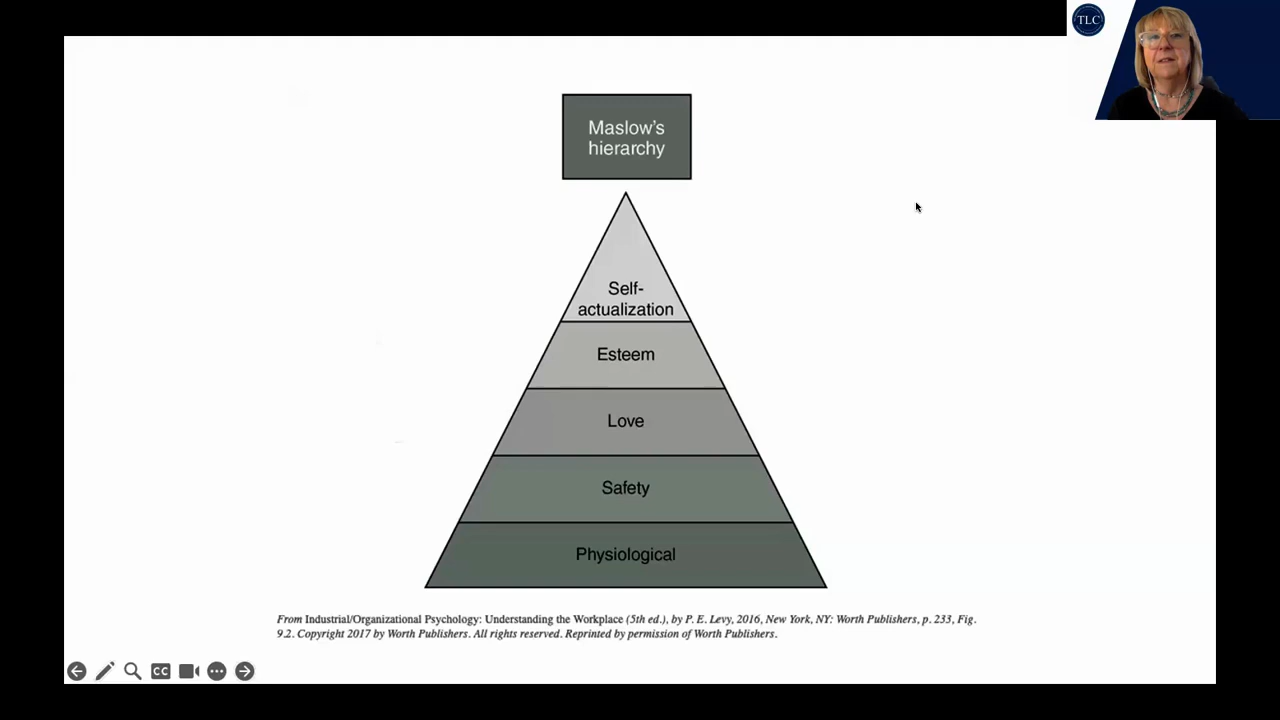 TLC
Maslow's
hierarchy
Self-
actualization
Esteem
Love
Safety
Physiological
From Industrial/Organizational Psychology: Understanding the Workplace (5th ed.), by P. E. Levy, 2016, New York, NY: Worth Publishers, p. 233, Fig.
9.2. Copyright 2017 by Worth Publishers. All rights reserved. Reprinted by permission of Worth Publishers.
CC